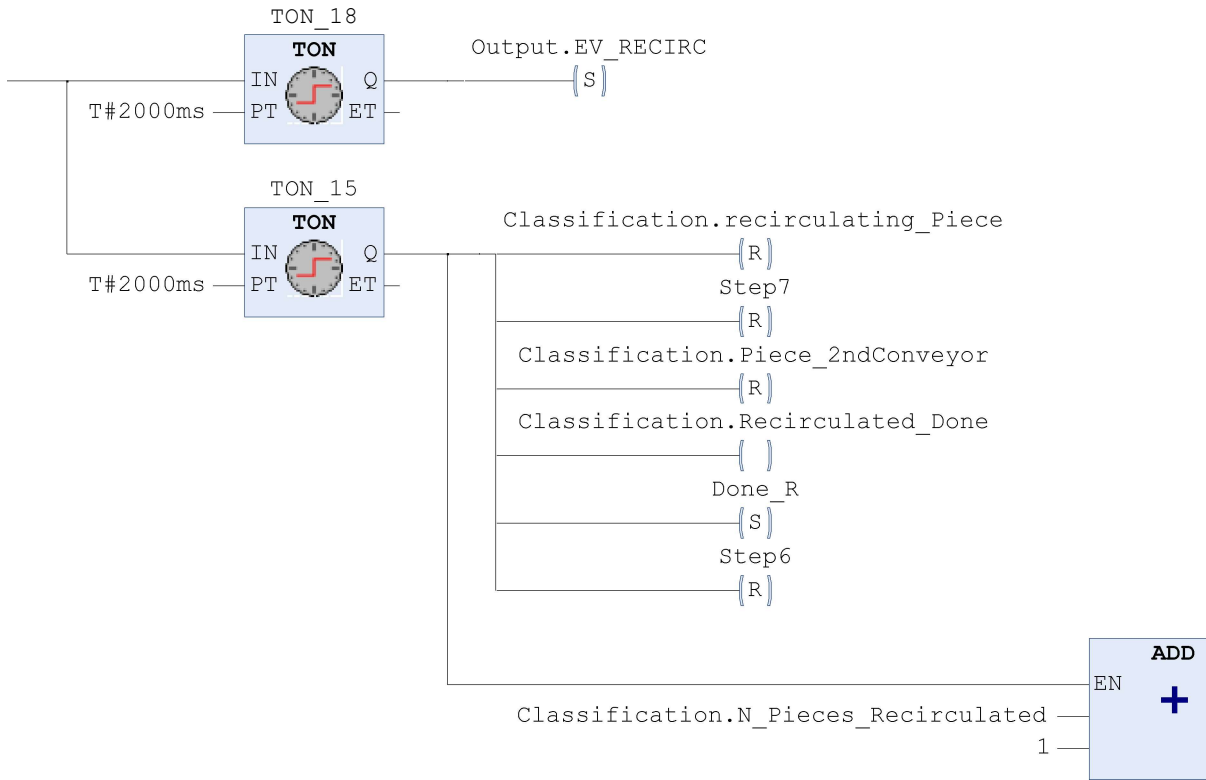 TON_18
TON
Output.EV_RECIRC
IN Q S
T#2000ms PT ET
TON_15
TON
Classification.recirculating_Piece
IN Q R
T#2000ms PT ET
Step7
R
Classification.Piece_2ndConveyor
R
Classification.Recirculated_Done
Done_R
S
Step6
R
ADD
EN
+
Classification.N_Pieces_Recirculated
1